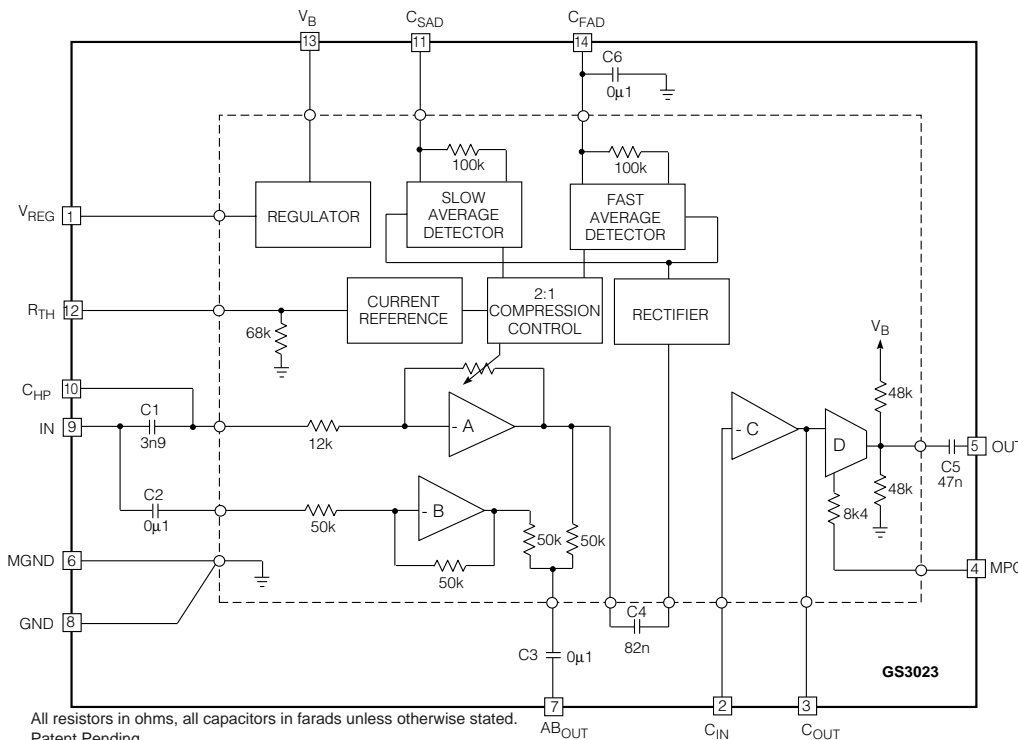 V_B
C_SAD
C_FAD
13
11
14
C6
0μ1
100k
100k
REGULATOR
SLOW
AVERAGE
DETECTOR
FAST
AVERAGE
DETECTOR
V_REG
1
CURRENT
REFERENCE
2:1
COMPRESSION
CONTROL
RECTIFIER
R_TH
12
68k
V_B
C_HP
10
48k
IN
9
C1
3n9
12k
- A
- C
D
5
OUT
C5
47n
C2
0μ1
50k
- B
50k
50k
50k
48k
8k4
MGND
6
4
MPO
GND
8
C4
82n
C3
0μ1
GS3023
7
2
3
AB_OUT
C_IN
C_OUT
All resistors in ohms, all capacitors in farads unless otherwise stated.
Patent Pending